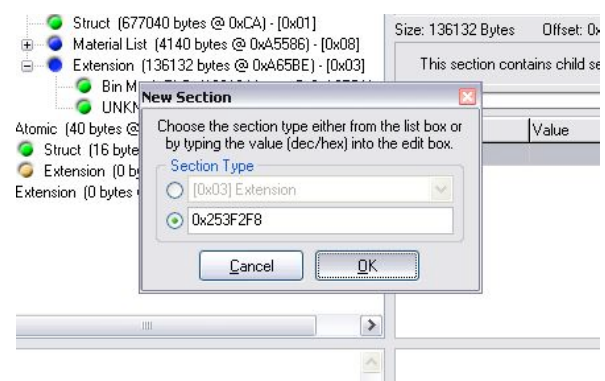 Struct (677040 bytes @ 0xCA) - [0x01]
Material List (4140 bytes @ 0xA5586) - [0x08]
Extension (136132 bytes @ 0xA65BE) - [0x03]
Bin M
UNKN
Atomic (40 bytes @
Struct (16 byte
Extension (0 by
Extension (0 bytes
Size: 136132 Bytes Offset: 0x
This section contains child se
Value
New Section
Choose the section type either from the list box or
by typing the value (dec/hex) into the edit box.
Section Type
[0x03] Extension
0x253F2F8
Cancel OK